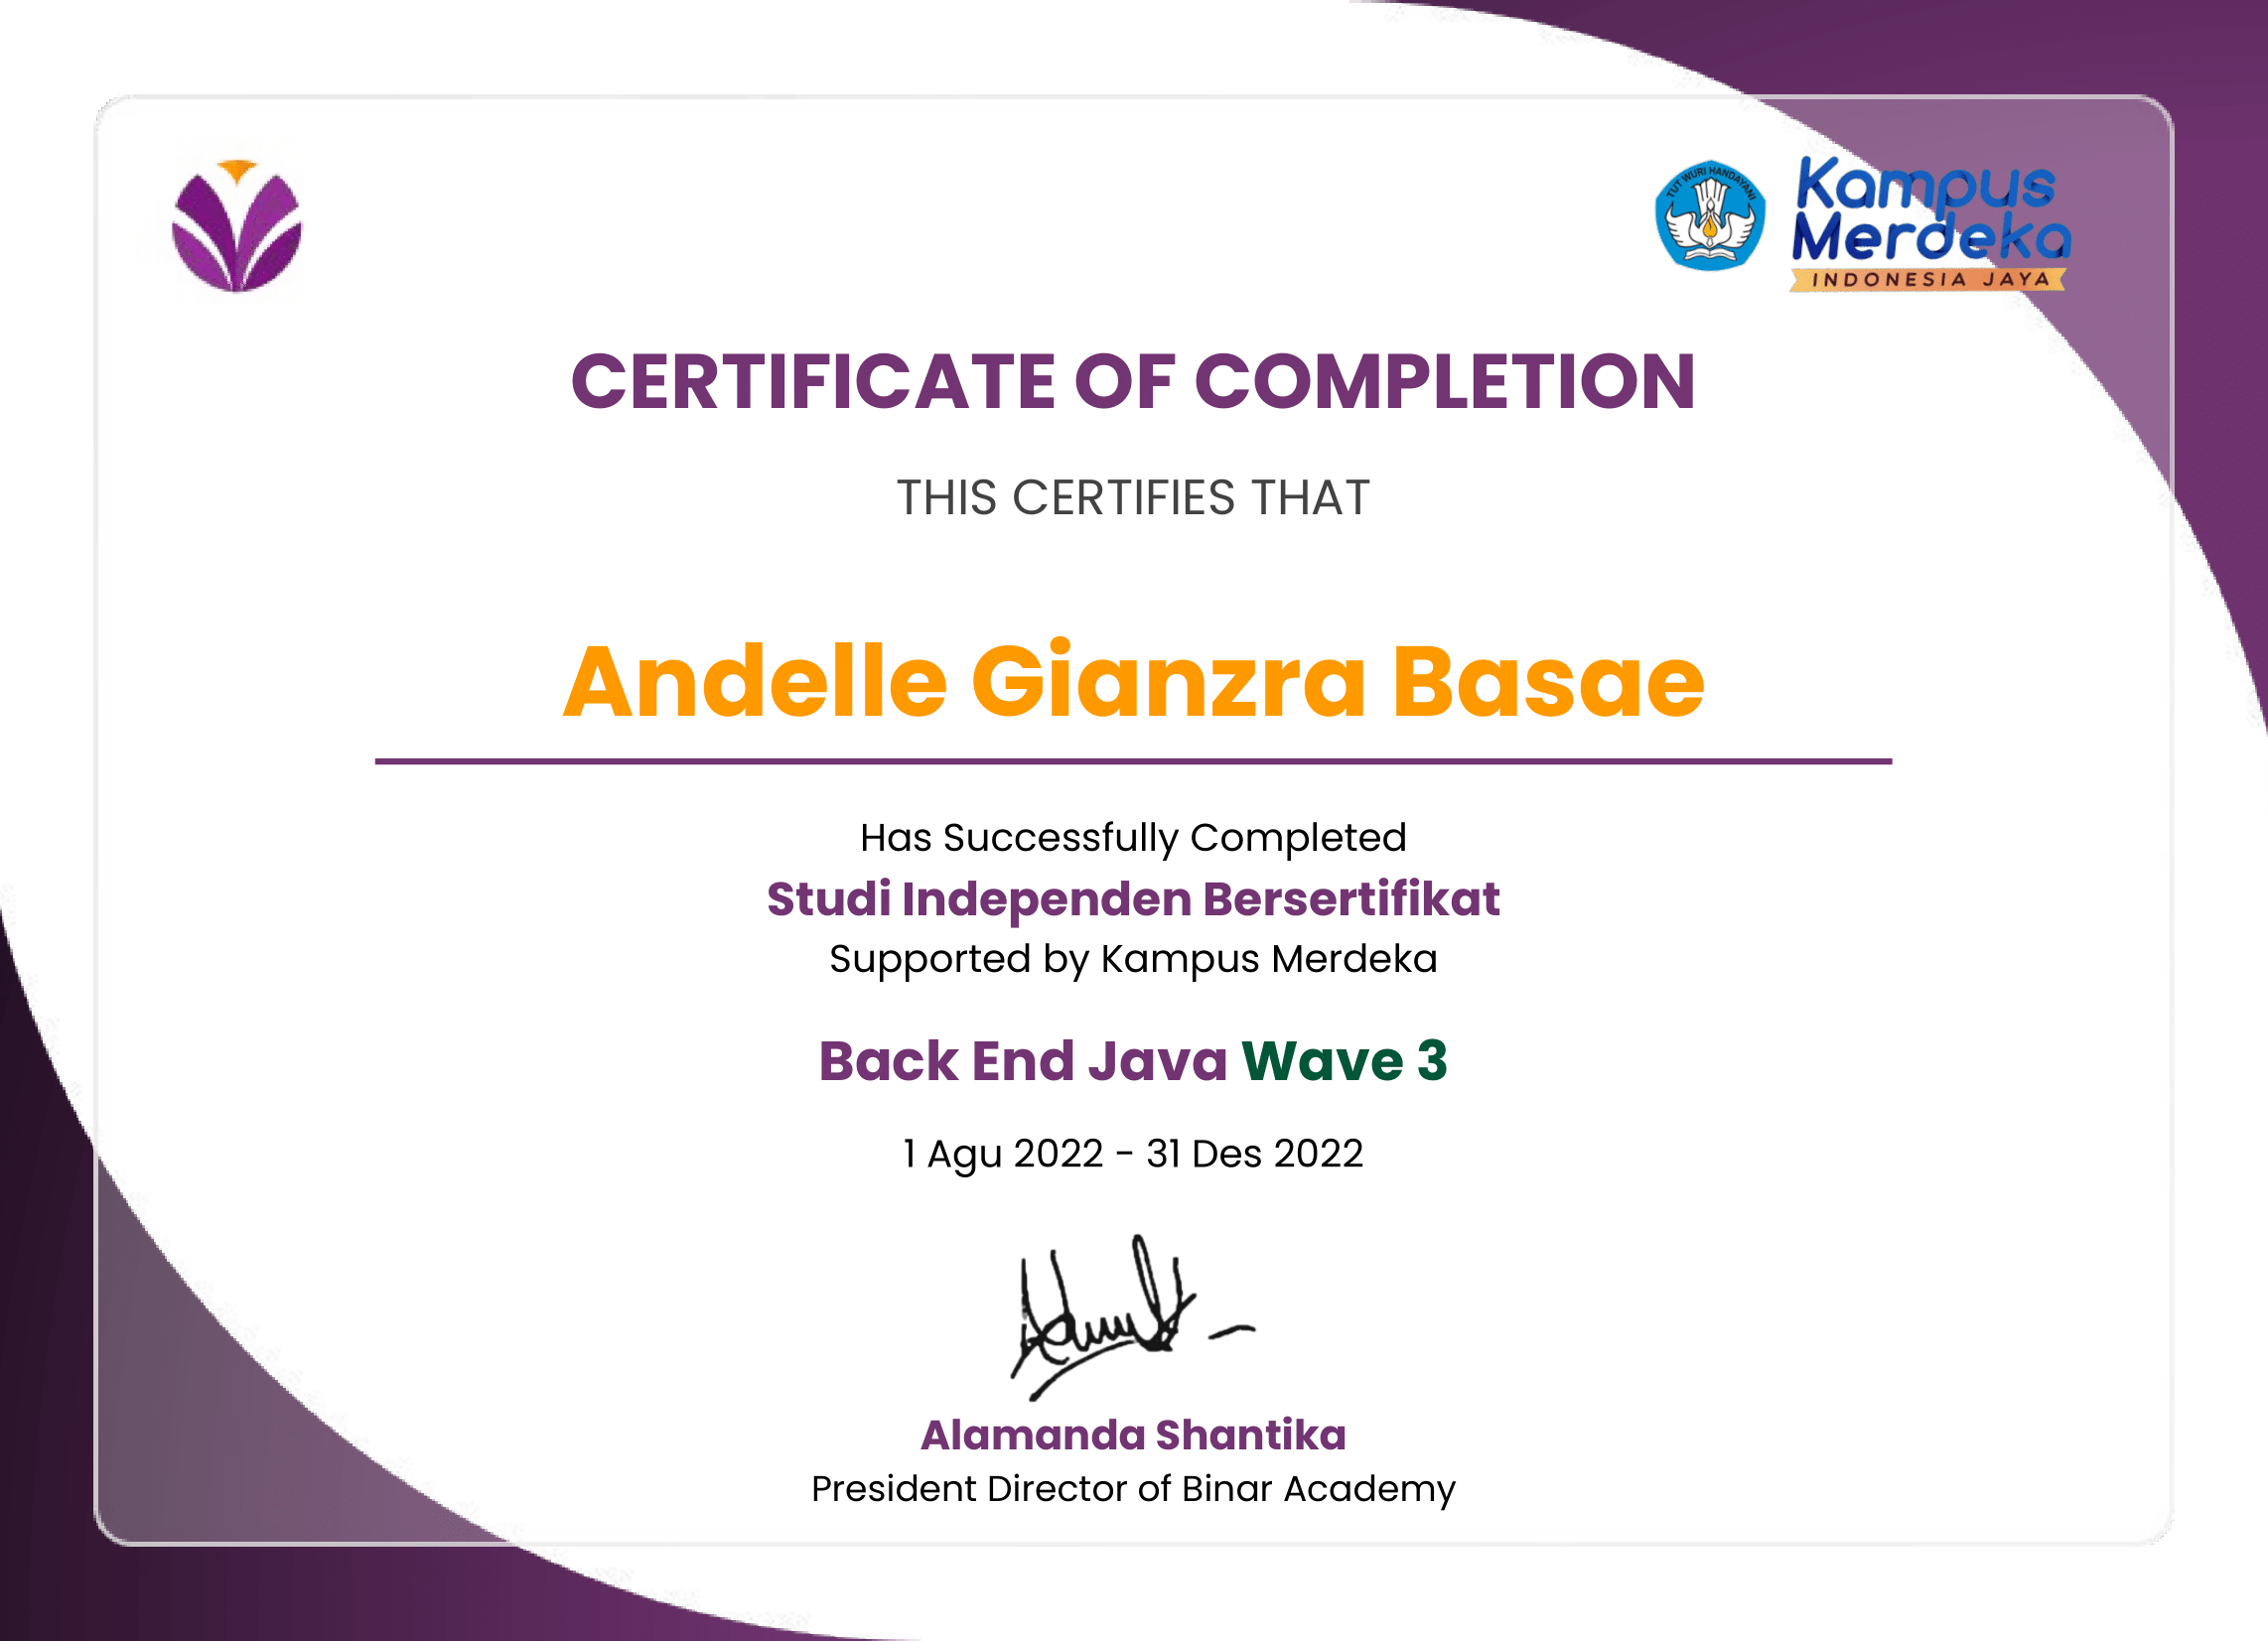 TUT WURI HANDAYANI
Kampus
Merdeka
INDONESIA JAYA
CERTIFICATE OF COMPLETION
THIS CERTIFIES THAT
Andelle Gianzra Basae
Has Successfully Completed
Studi Independen Bersertifikat
Supported by Kampus Merdeka
Back End Java Wave 3
1 Agu 2022 - 31 Des 2022
Alamanda Shantika
President Director of Binar Academy